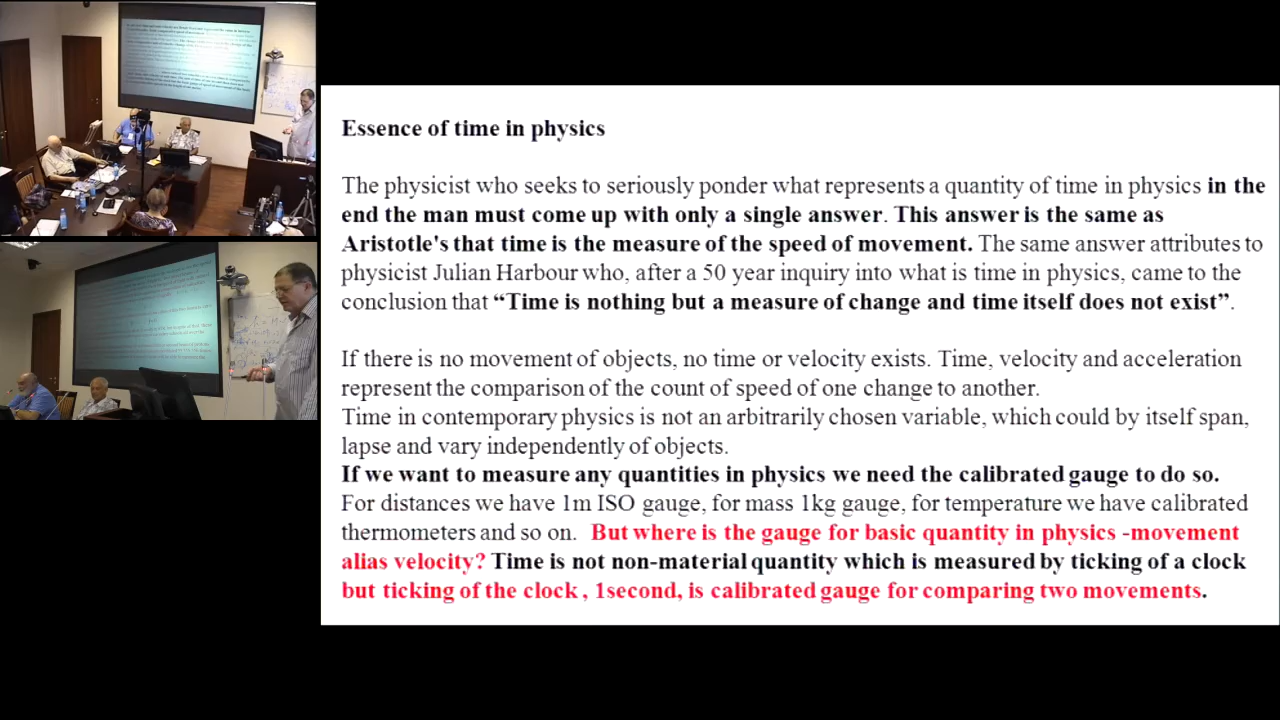 Essence of time in physics
The physicist who seeks to seriously ponder what represents a quantity of time in physics in the
end the man must come up with only a single answer. This answer is the same as
Aristotle's that time is the measure of the speed of movement. The same answer attributes to
physicist Julian Harbour who, after a 50 year inquiry into what is time in physics, came to the
conclusion that “Time is nothing but a measure of change and time itself does not exist”.
If there is no movement of objects, no time or velocity exists. Time, velocity and acceleration
represent the comparison of the count of speed of one change to another.
Time in contemporary physics is not an arbitrarily chosen variable, which could by itself span,
lapse and vary independently of objects.
If we want to measure any quantities in physics we need the calibrated gauge to do so.
For distances we have 1m ISO gauge, for mass 1kg gauge, for temperature we have calibrated
thermometers and so on. But where is the gauge for basic quantity in physics -movement
alias velocity? Time is not non-material quantity which is measured by ticking of a clock
but ticking of the clock , 1second, is calibrated gauge for comparing two movements.